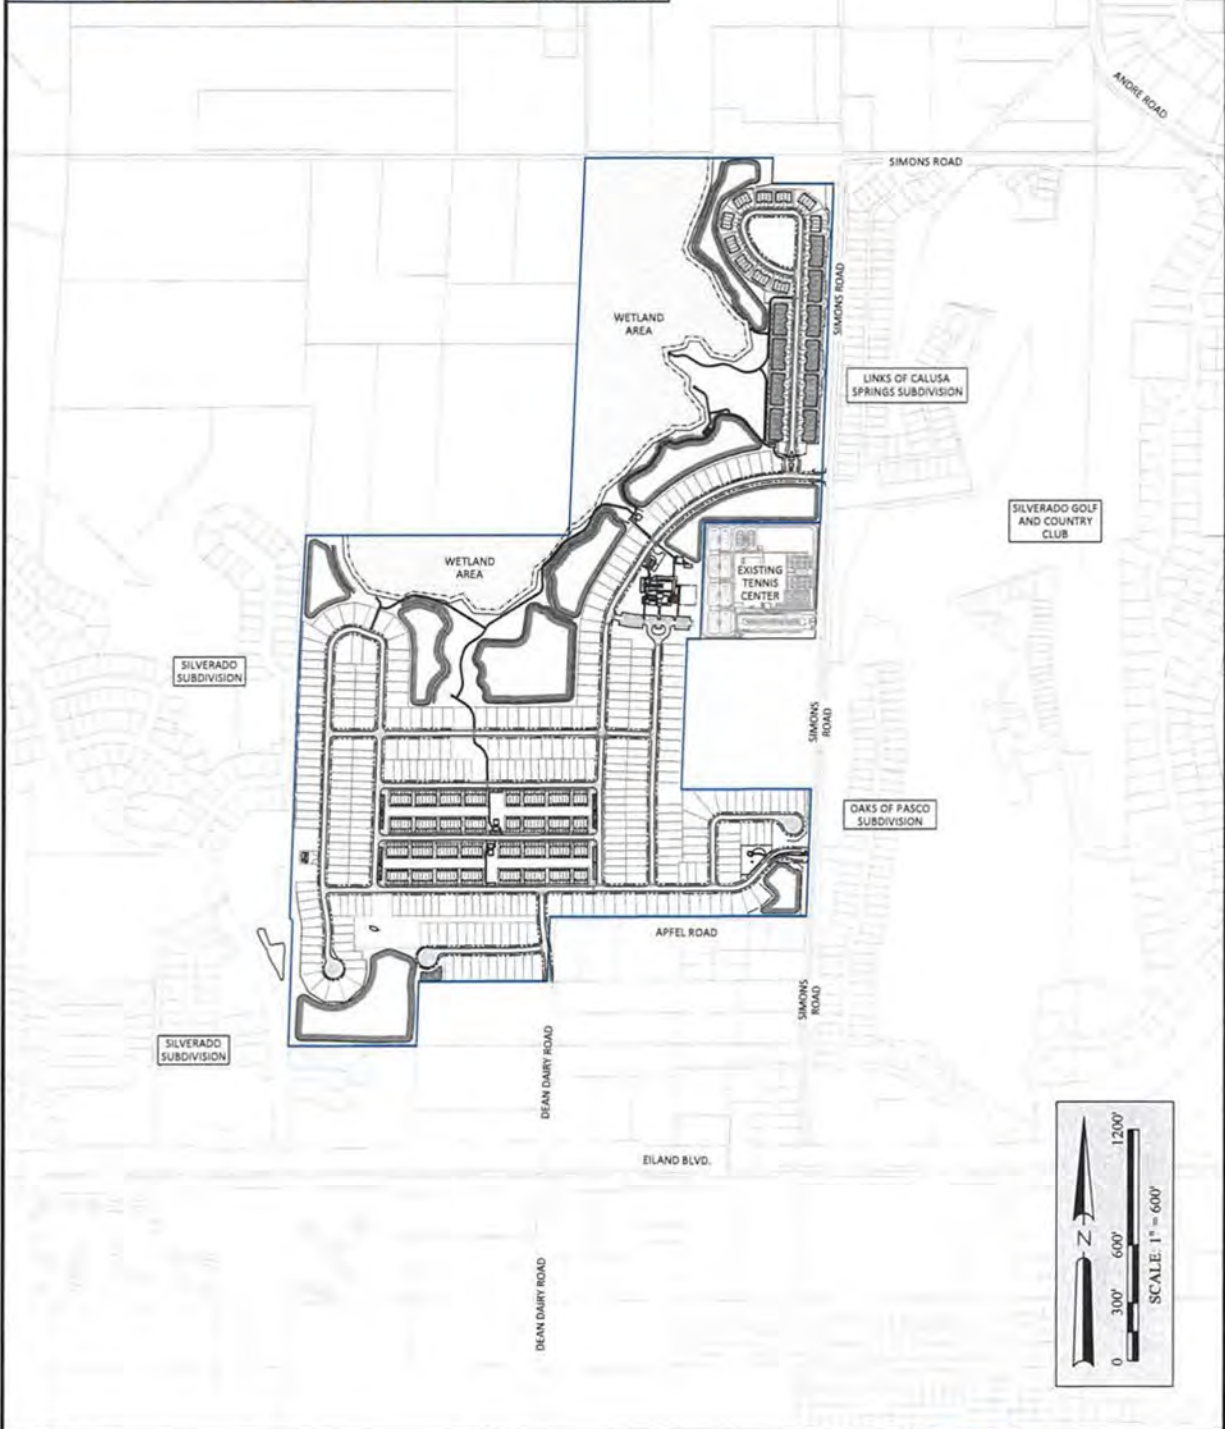 ANDRE ROAD
SIMONS ROAD
SIMONS ROAD
WETLAND
AREA
LINKS OF CALUSA
SPRINGS SUBDIVISION
SILVERADO GOLF
AND COUNTRY
CLUB
WETLAND
AREA
EXISTING
TENNIS
CENTER
SILVERADO
SUBDIVISION
SIMONS
ROAD
OAKS OF PASCO
SUBDIVISION
APFEL ROAD
SIMONS
ROAD
SILVERADO
SUBDIVISION
DEAN DAIRY ROAD
EILAND BLVD.
DEAN DAIRY ROAD
N
0 300' 600' 1200'
SCALE: 1" = 600'